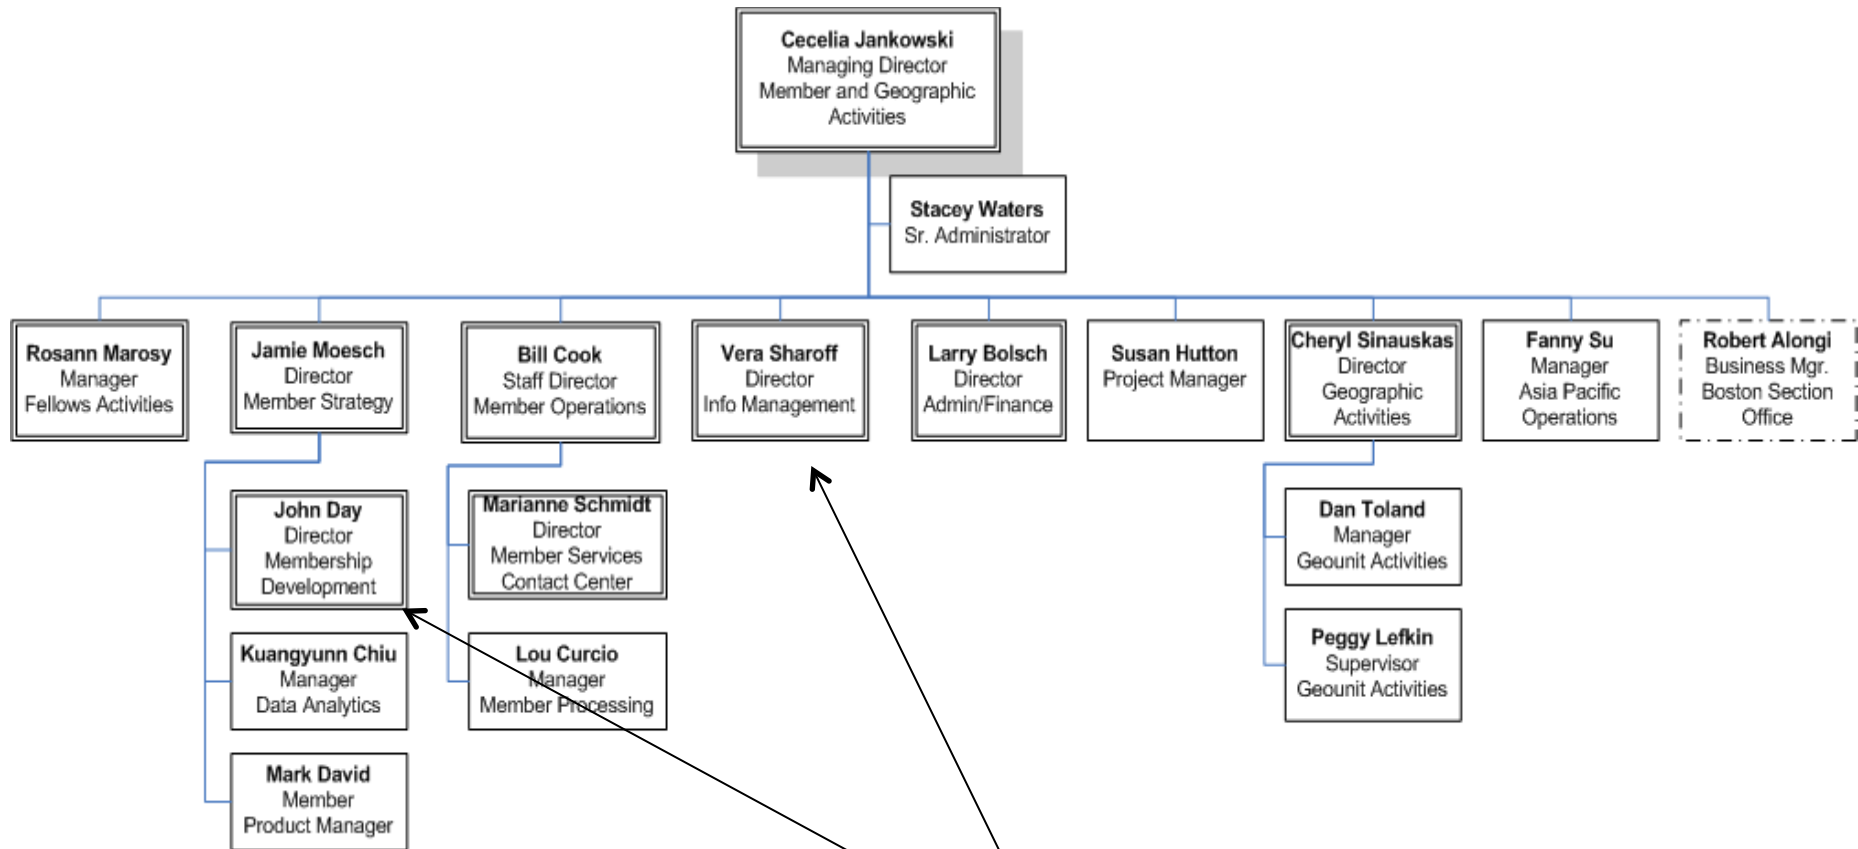 Cecelia Jankowski
Managing Director
Member and Geographic
Activities
Stacey Waters
Sr. Administrator
Rosann Marosy
Manager
Fellows Activities
Jamie Moesch
Director
Member Strategy
Bill Cook
Staff Director
Member Operations
Vera Sharoff
Director
Info Management
Larry Bolsch
Director
Admin/Finance
Susan Hutton
Project Manager
Cheryl Sinauskas
Director
Geographic
Activities
Fanny Su
Manager
Asia Pacific
Operations
Robert Alongi
Business Mgr.
Boston Section
Office
John Day
Director
Membership
Development
Kuangyunn Chiu
Manager
Data Analytics
Mark David
Member
Product Manager
Marianne Schmidt
Director
Member Services
Contact Center
Lou Curcio
Manager
Member Processing
Dan Toland
Manager
Geounit Activities
Peggy Lefkin
Supervisor
Geounit Activities